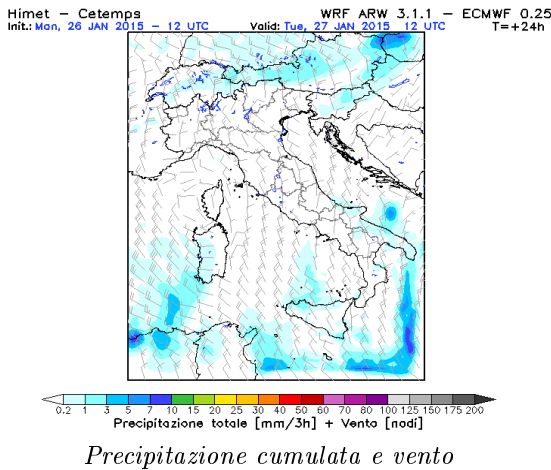 Himet – Cetemps WRF ARW 3.1.1 – ECMWF 0.25
Init.: Mon, 26 JAN 2015 – 12 UTC Valid: Tue, 27 JAN 2015 12 UTC T=+24h
0.2 1 3 5 7 10 15 20 25 30 40 50 60 70 80 100 125 150 175 200
Precipitazione totale [mm/3h] + Vento [nodi]
Precipitazione cumulata e vento